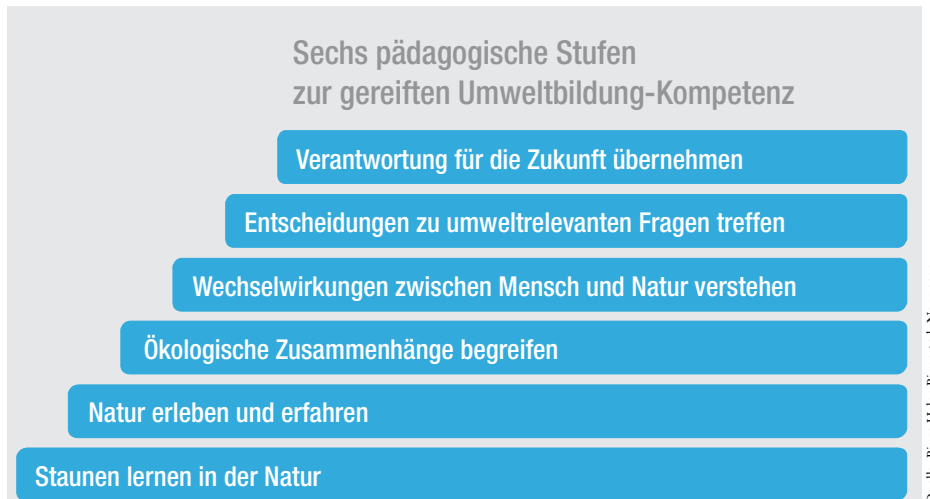 Sechs pädagogische Stufen
zur gereiften Umweltbildung-Kompetenz
Verantwortung für die Zukunft übernehmen
Entscheidungen zu umweltrelevanten Fragen treffen
Wechselwirkungen zwischen Mensch und Natur verstehen
Ökologische Zusammenhänge begreifen
Natur erleben und erfahren
Staunen lernen in der Natur